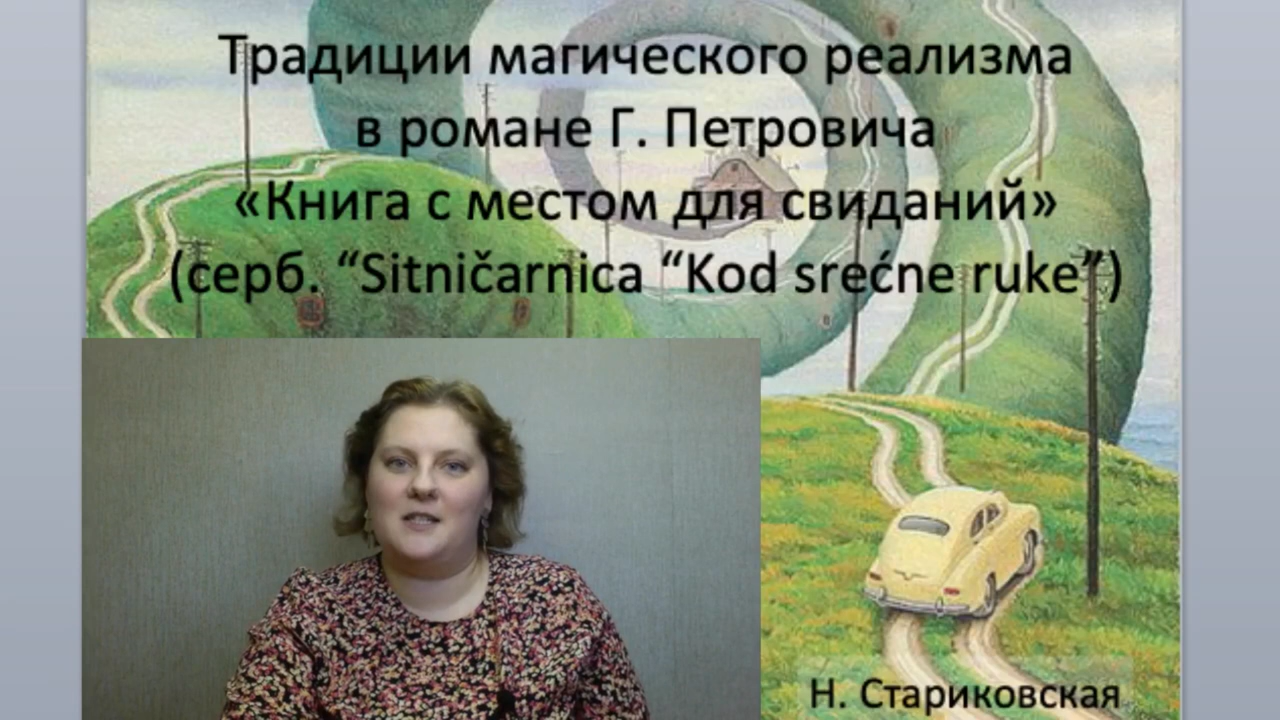 Традиции магического реализма
в романе Г. Петровича
«Книга с местом для свиданий»
(серб. “Sitničarnica “Kod srećne ruke”)
Н. Стариковская